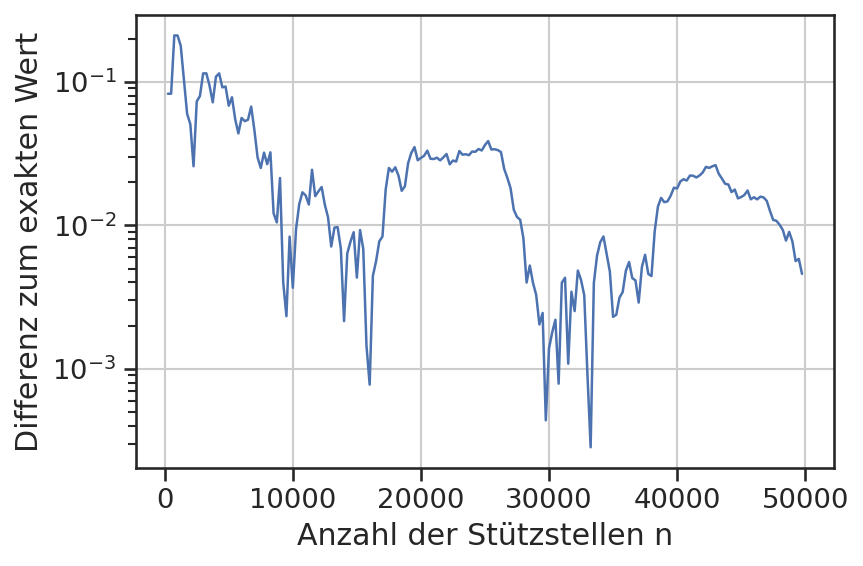 Differenz zum exakten Wert
10⁻¹
10⁻²
10⁻³
0 10000 20000 30000 40000 50000
Anzahl der Stützstellen n